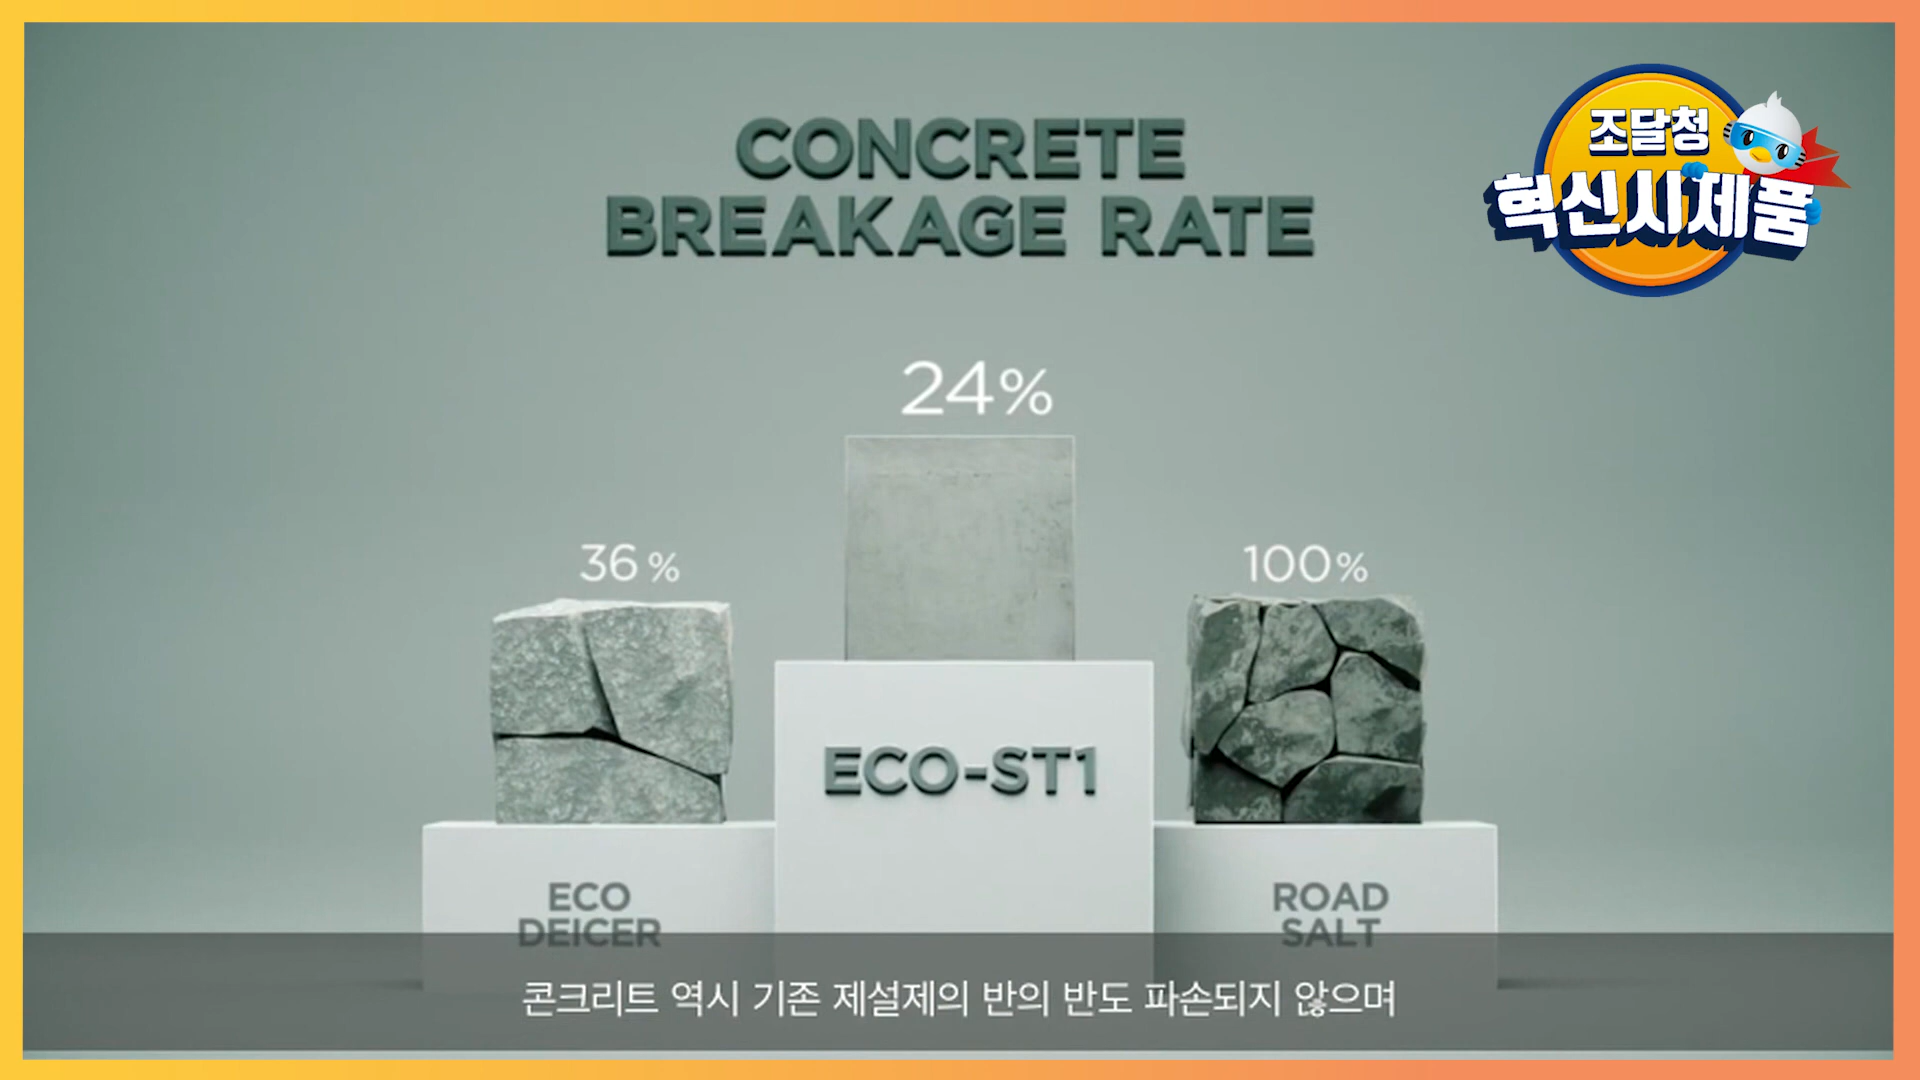 조달청
혁신시제품
CONCRETE
BREAKAGE RATE
24%
36 %
100%
ECO-ST1
ECO
DEICER
ROAD
SALT
콘크리트 역시 기존 제설제의 반의 반도 파손되지 않으며